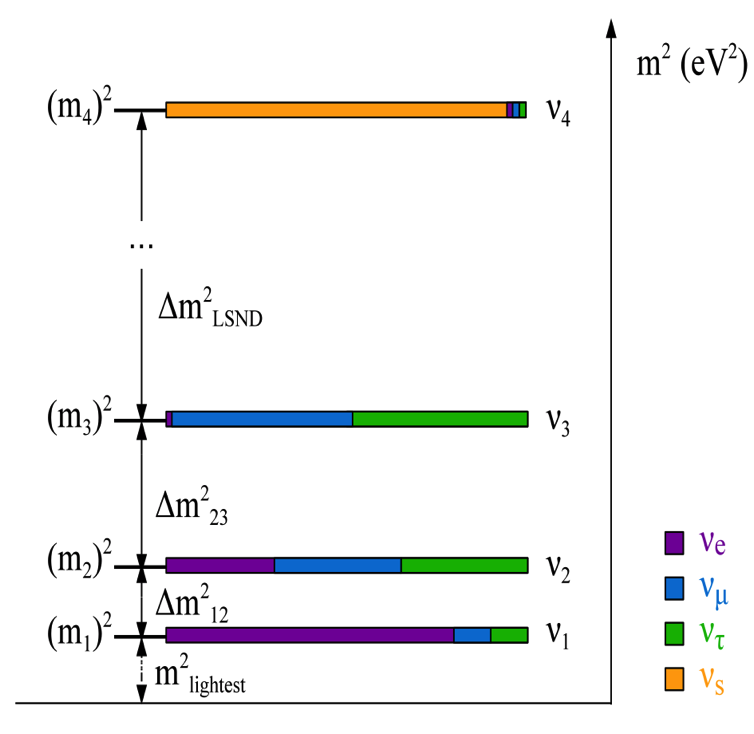 m² (eV²)
(m₄)² ν₄
...
Δm²LSND
(m₃)² ν₃
Δm²₂₃
(m₂)² ν₂
Δm²₁₂
(m₁)² ν₁
m²lightest
νe
νμ
ντ
νs